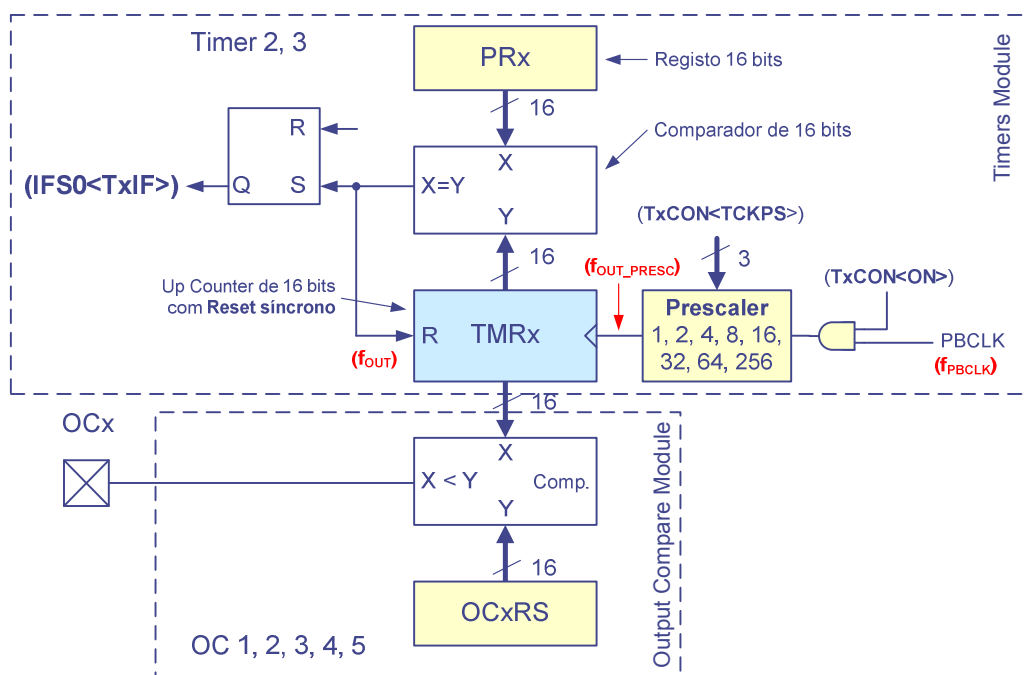 Timer 2, 3
PRx
Registo 16 bits
Timers Module
16
R
Comparador de 16 bits
X
(IFS0<TxIF>)
Q
S
X=Y
Y
(TxCON<TCKPS>)
16
3
(fOUT_PRESC)
(TxCON<ON>)
Up Counter de 16 bits
com Reset síncrono
Prescaler
1, 2, 4, 8, 16,
32, 64, 256
R
TMRx
PBCLK
(fOUT)
(fPBCLK)
16
OCx
X
X < Y
Comp.
Y
Output Compare Module
16
OCxRS
OC 1, 2, 3, 4, 5